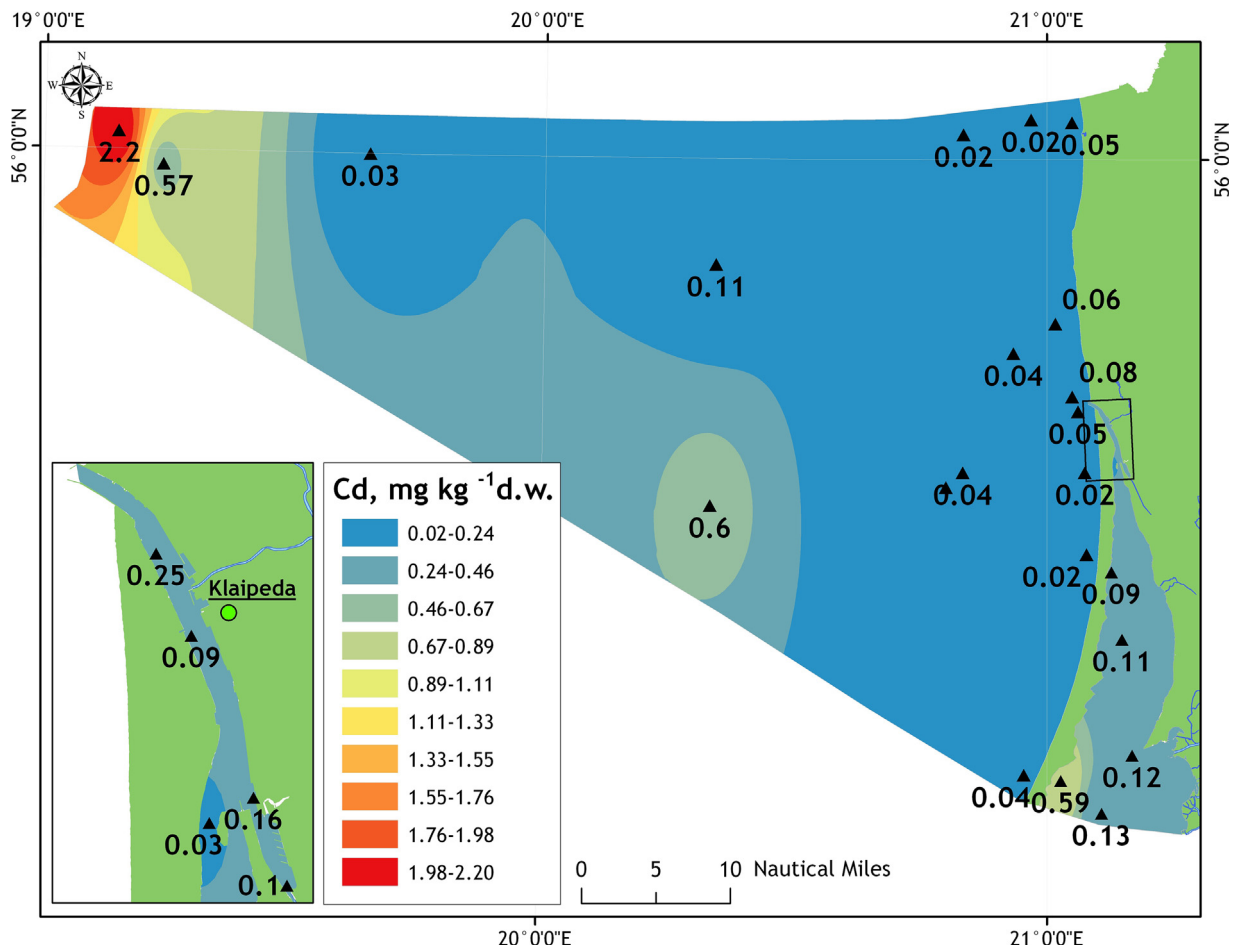 19°0'0"E
20°0'0"E
21°0'0"E
N
W
E
S
56°0'0"N
56°0'0"N
2.2
0.57
0.03
0.02
0.02
0.05
0.11
0.06
0.04
0.08
0.05
0.04
0.02
0.6
0.02
0.09
0.11
0.12
0.04
0.59
0.13
0.25
Klaipeda
0.09
0.16
0.03
0.1
Cd, mg kg -1 d.w.
0.02-0.24
0.24-0.46
0.46-0.67
0.67-0.89
0.89-1.11
1.11-1.33
1.33-1.55
1.55-1.76
1.76-1.98
1.98-2.20
0 5 10 Nautical Miles
20°0'0"E
21°0'0"E